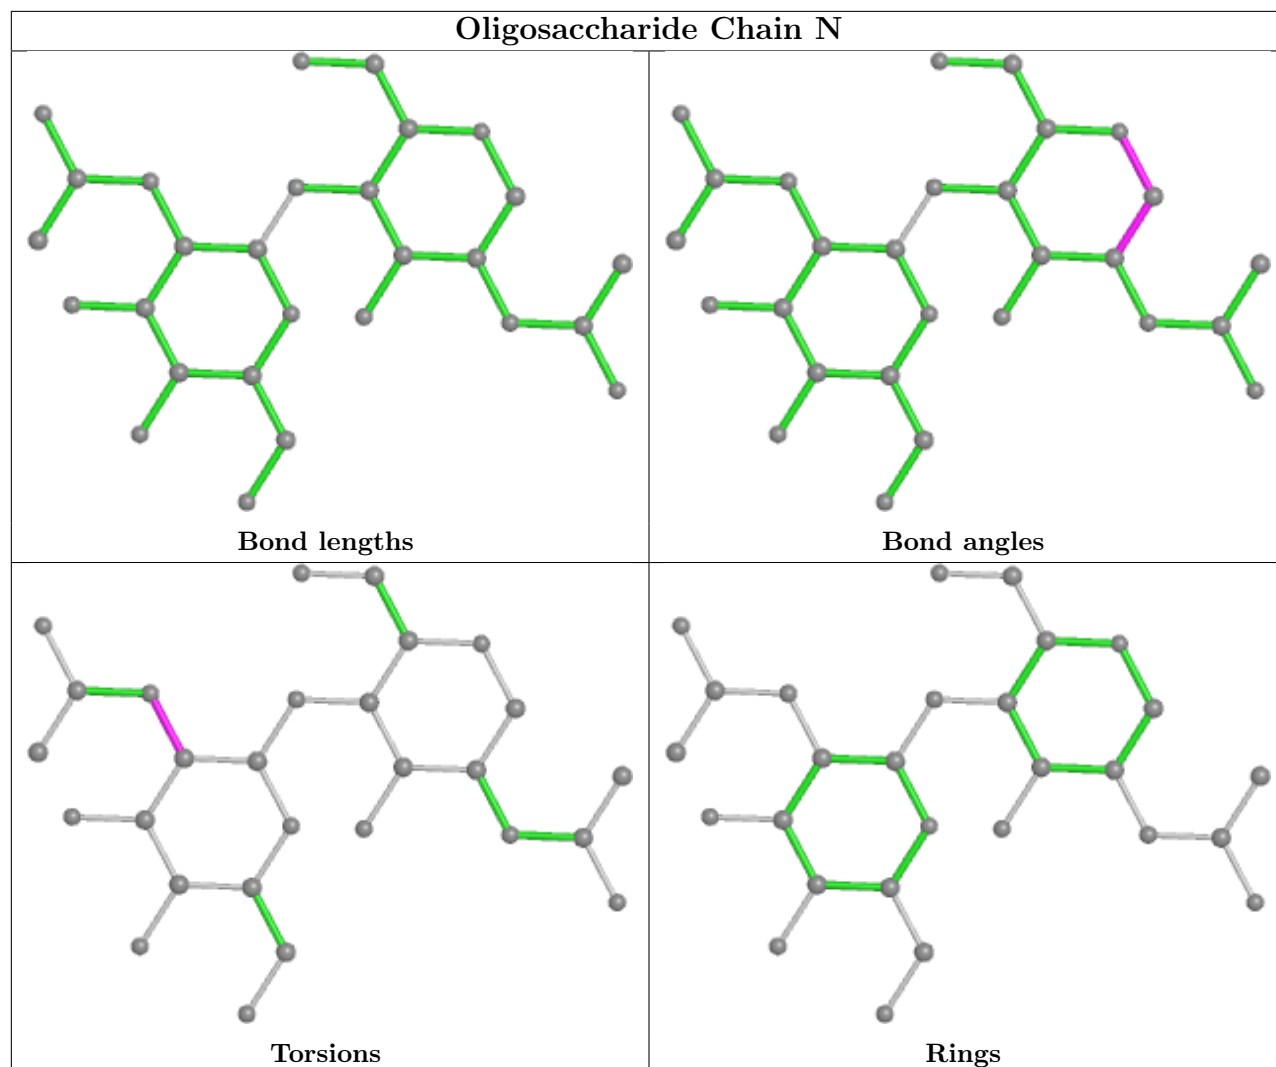 Oligosaccharide Chain N
Bond lengths
Bond angles
Torsions
Rings